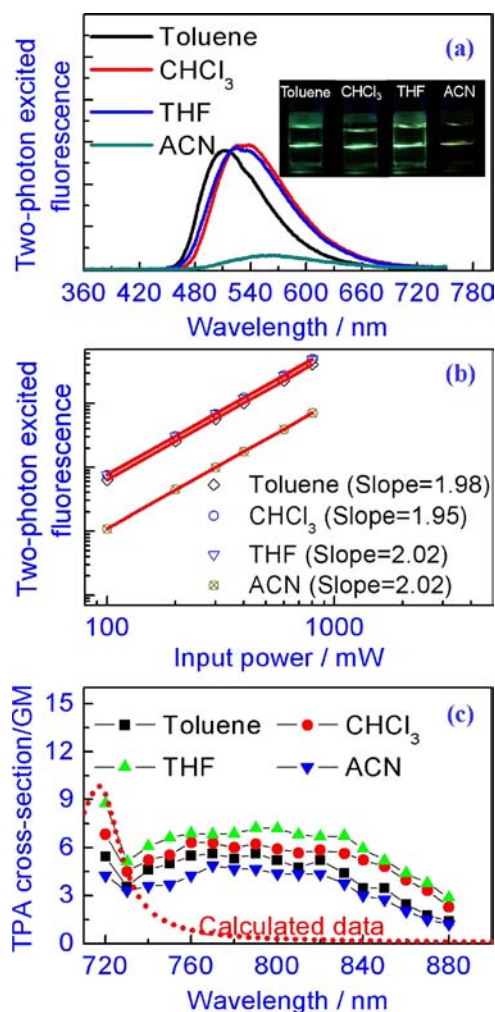 Toluene
(a)
CHCl₃
THF
ACN
Toluene CHCl₃ THF ACN
Two-photon excited
fluorescence
360 420 480 540 600 660 720 780
Wavelength / nm
(b)
Two-photon excited
fluorescence
Toluene (Slope=1.98)
CHCl₃ (Slope=1.95)
THF (Slope=2.02)
ACN (Slope=2.02)
100 1000
Input power / mW
TPA cross-section/GM
15
12
9
6
3
0
(c)
Toluene CHCl₃
THF ACN
Calculated data
720 760 800 840 880
Wavelength / nm